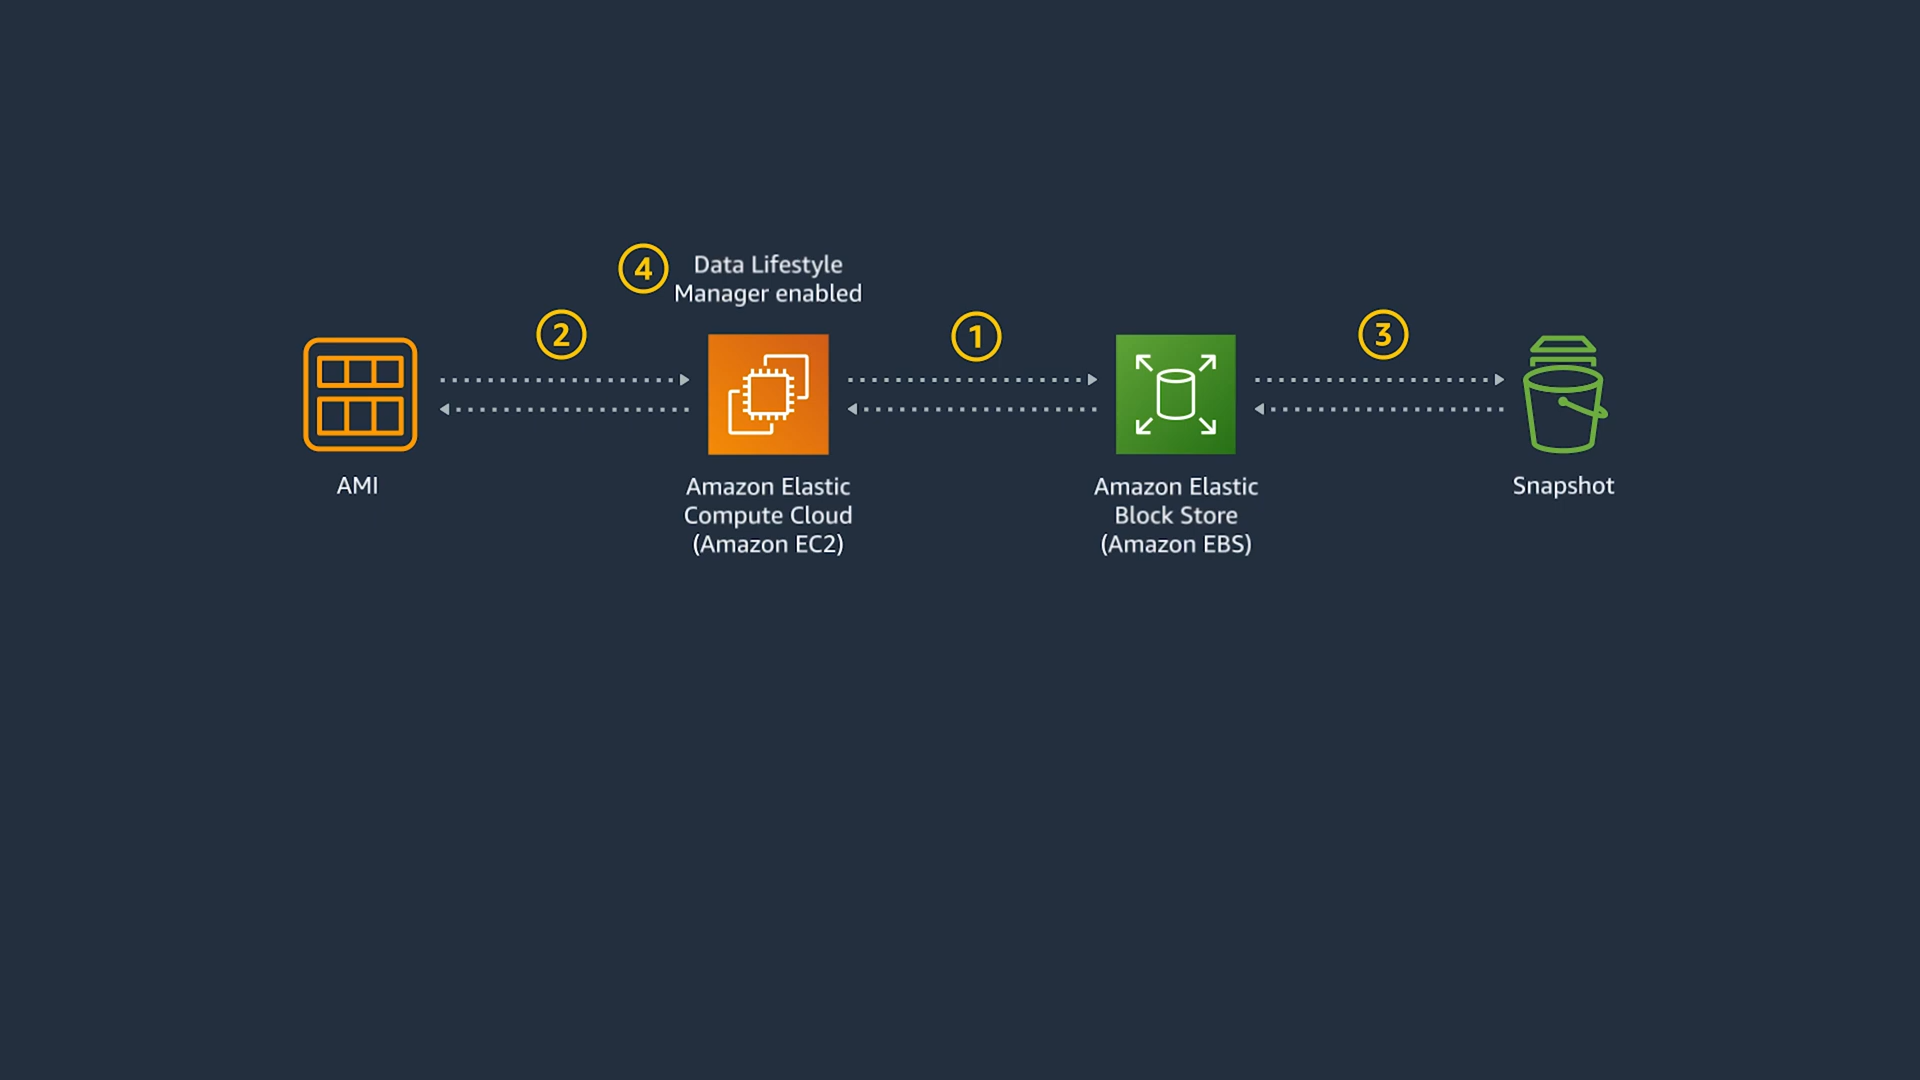 4
Data Lifestyle
Manager enabled
2
1
3
AMI
Amazon Elastic
Compute Cloud
(Amazon EC2)
Amazon Elastic
Block Store
(Amazon EBS)
Snapshot